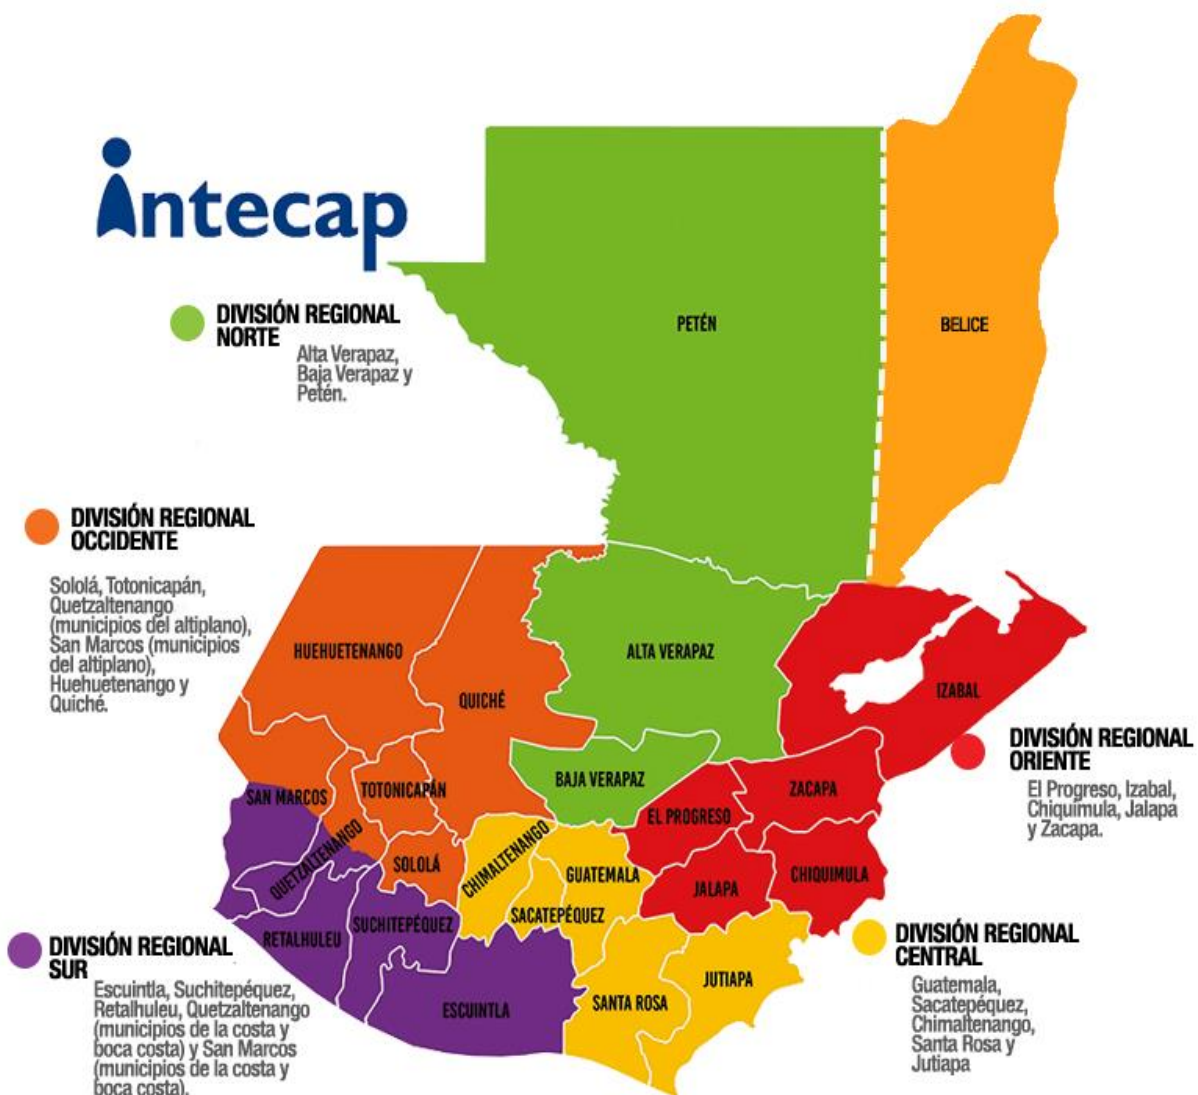 intecap
DIVISIÓN REGIONAL
NORTE
Alta Verapaz,
Baja Verapaz y
Petén.
PETÉN
BELICE
DIVISIÓN REGIONAL
OCCIDENTE
Sololá, Totonicapán,
Quetzaltenango
(municipios del altiplano),
San Marcos (municipios
del altiplano),
Huehuetenango y
Quiché.
HUEHUETENANGO
QUICHÉ
ALTA VERAPAZ
IZABAL
SAN MARCOS
TOTONICAPÁN
BAJA VERAPAZ
ZACAPA
EL PROGRESO
QUETZALTENANGO
SOLOLÁ
CHIMALTENANGO
GUATEMALA
JALAPA
CHIQUIMULA
SACATEPÉQUEZ
RETALHULEU
SUCHITEPÉQUEZ
ESCUINTLA
SANTA ROSA
JUTIAPA
DIVISIÓN REGIONAL
ORIENTE
El Progreso, Izabal,
Chiquimula, Jalapa
y Zacapa.
DIVISIÓN REGIONAL
SUR
Escuintla, Suchitepéquez,
Retalhuleu, Quetzaltenango
(municipios de la costa y
boca costa) y San Marcos
(municipios de la costa y
boca costa).
DIVISIÓN REGIONAL
CENTRAL
Guatemala,
Sacatepéquez,
Chimaltenango,
Santa Rosa y
Jutiapa